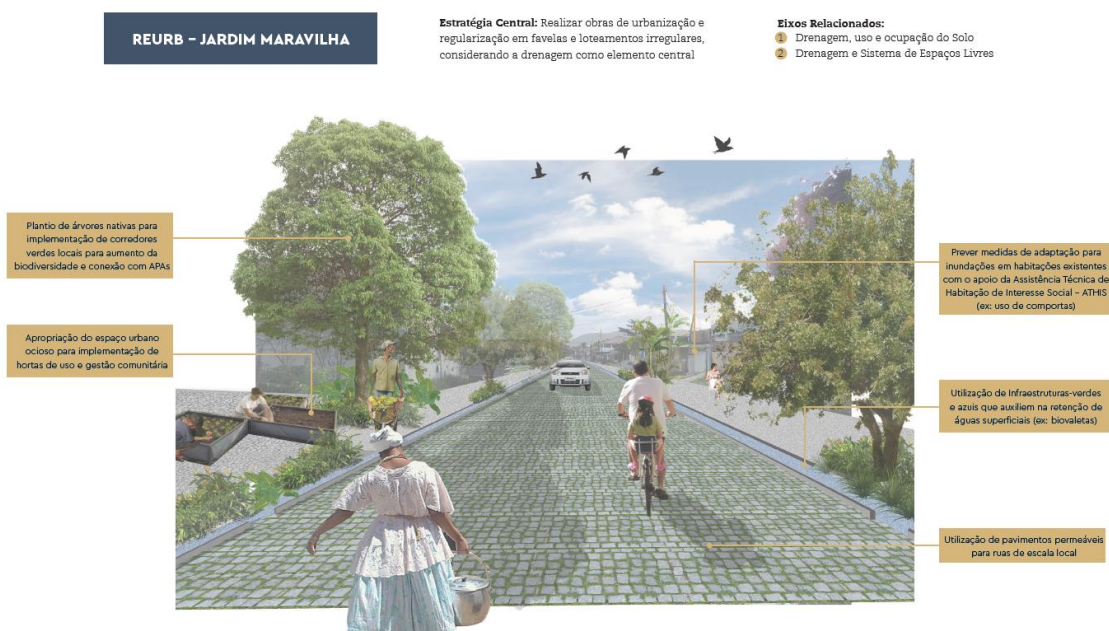 REURB – JARDIM MARAVILHA
Estratégia Central: Realizar obras de urbanização e
regularização em favelas e loteamentos irregulares,
considerando a drenagem como elemento central
Eixos Relacionados:
1 Drenagem, uso e ocupação do Solo
2 Drenagem e Sistema de Espaços Livres
Plantio de árvores nativas para
implementação de corredores
verdes locais para aumento da
biodiversidade e conexão com APAs
Apropriação do espaço urbano
ocioso para implementação de
hortas de uso e gestão comunitária
Prever medidas de adaptação para
inundações em habitações existentes
com o apoio da Assistência Técnica de
Habitação de Interesse Social – ATHIS
(ex: uso de comportas)
Utilização de Infraestruturas-verdes
e azuis que auxiliem na retenção de
águas superficiais (ex: biovaletas)
Utilização de pavimentos permeáveis
para ruas de escala local